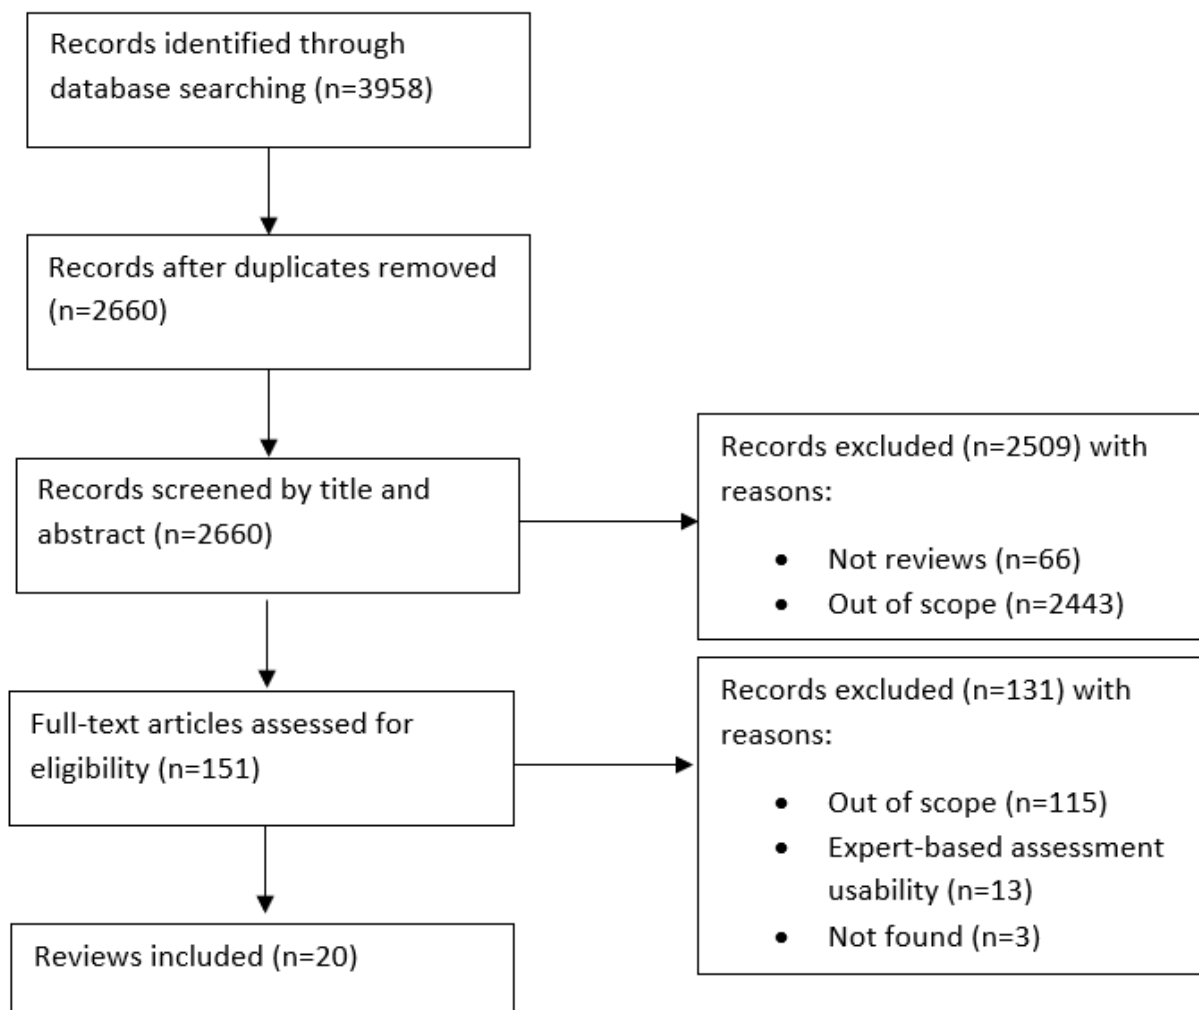 Records identified through
database searching (n=3958)
Records after duplicates removed
(n=2660)
Records screened by title and
abstract (n=2660)
Records excluded (n=2509) with
reasons:
• Not reviews (n=66)
• Out of scope (n=2443)
Full-text articles assessed for
eligibility (n=151)
Records excluded (n=131) with
reasons:
• Out of scope (n=115)
• Expert-based assessment
usability (n=13)
• Not found (n=3)
Reviews included (n=20)